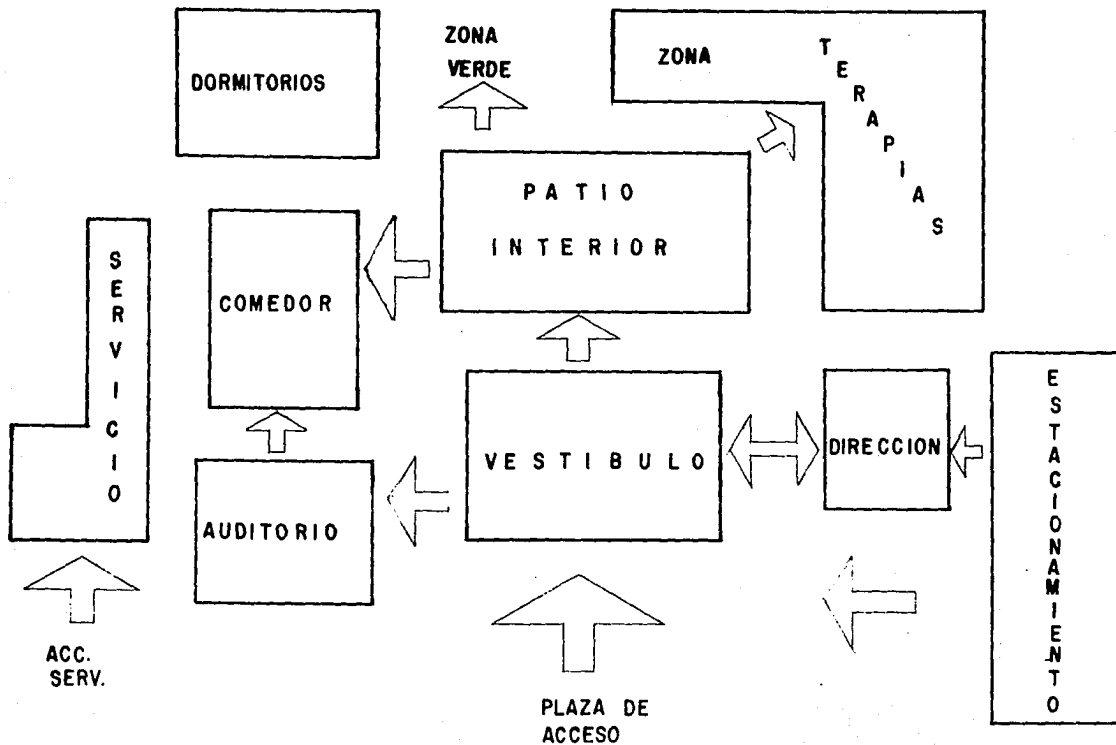 DORMITORIOS
ZONA
VERDE
ZONA
TERAPIAS
PATIO
INTERIOR
SERVICIO
COMEDOR
VESTIBULO
DIRECCION
ESTACIONAMIENTO
AUDITORIO
ACC.
SERV.
PLAZA DE
ACCESO